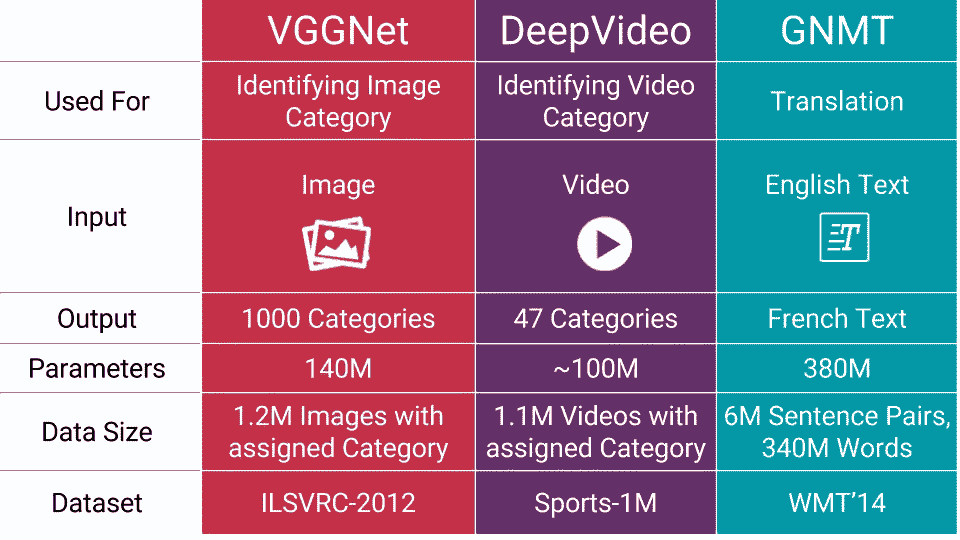 VGGNet DeepVideo GNMT
Used For
Identifying Image
Category
Identifying Video
Category
Translation
Input
Image
Video
English Text
T
Output 1000 Categories 47 Categories French Text
Parameters 140M ~100M 380M
Data Size
1.2M Images with
assigned Category
1.1M Videos with
assigned Category
6M Sentence Pairs,
340M Words
Dataset ILSVRC-2012 Sports-1M WMT'14